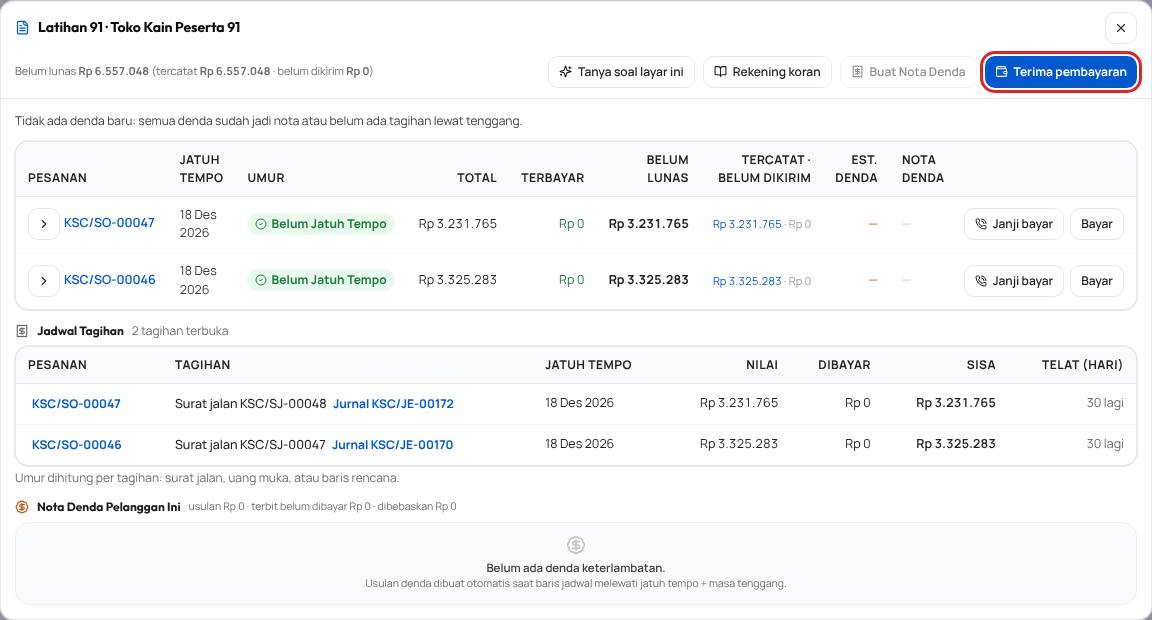 Latihan 91 · Toko Kain Peserta 91
Belum lunas Rp 6.557.048 (tercatat Rp 6.557.048 · belum dikirim Rp 0)
Tanya soal layar ini
Rekening koran
Buat Nota Denda
Terima pembayaran
Tidak ada denda baru: semua denda sudah jadi nota atau belum ada tagihan lewat tenggang.
PESANAN JATUH TEMPO UMUR TOTAL TERBAYAR BELUM LUNAS TERCATAT · BELUM DIKIRIM EST. DENDA NOTA DENDA
KSC/SO-00047 18 Des 2026 Belum Jatuh Tempo Rp 3.231.765 Rp 0 Rp 3.231.765 Rp 3.231.765 · Rp 0 — — Janji bayar Bayar
KSC/SO-00046 18 Des 2026 Belum Jatuh Tempo Rp 3.325.283 Rp 0 Rp 3.325.283 Rp 3.325.283 · Rp 0 — — Janji bayar Bayar
Jadwal Tagihan 2 tagihan terbuka
PESANAN TAGIHAN JATUH TEMPO NILAI DIBAYAR SISA TELAT (HARI)
KSC/SO-00047 Surat jalan KSC/SJ-00048 Jurnal KSC/JE-00172 18 Des 2026 Rp 3.231.765 Rp 0 Rp 3.231.765 30 lagi
KSC/SO-00046 Surat jalan KSC/SJ-00047 Jurnal KSC/JE-00170 18 Des 2026 Rp 3.325.283 Rp 0 Rp 3.325.283 30 lagi
Umur dihitung per tagihan: surat jalan, uang muka, atau baris rencana.
Nota Denda Pelanggan Ini usulan Rp 0 · terbit belum dibayar Rp 0 · dibebaskan Rp 0
Belum ada denda keterlambatan.
Usulan denda dibuat otomatis saat baris jadwal melewati jatuh tempo + masa tenggang.